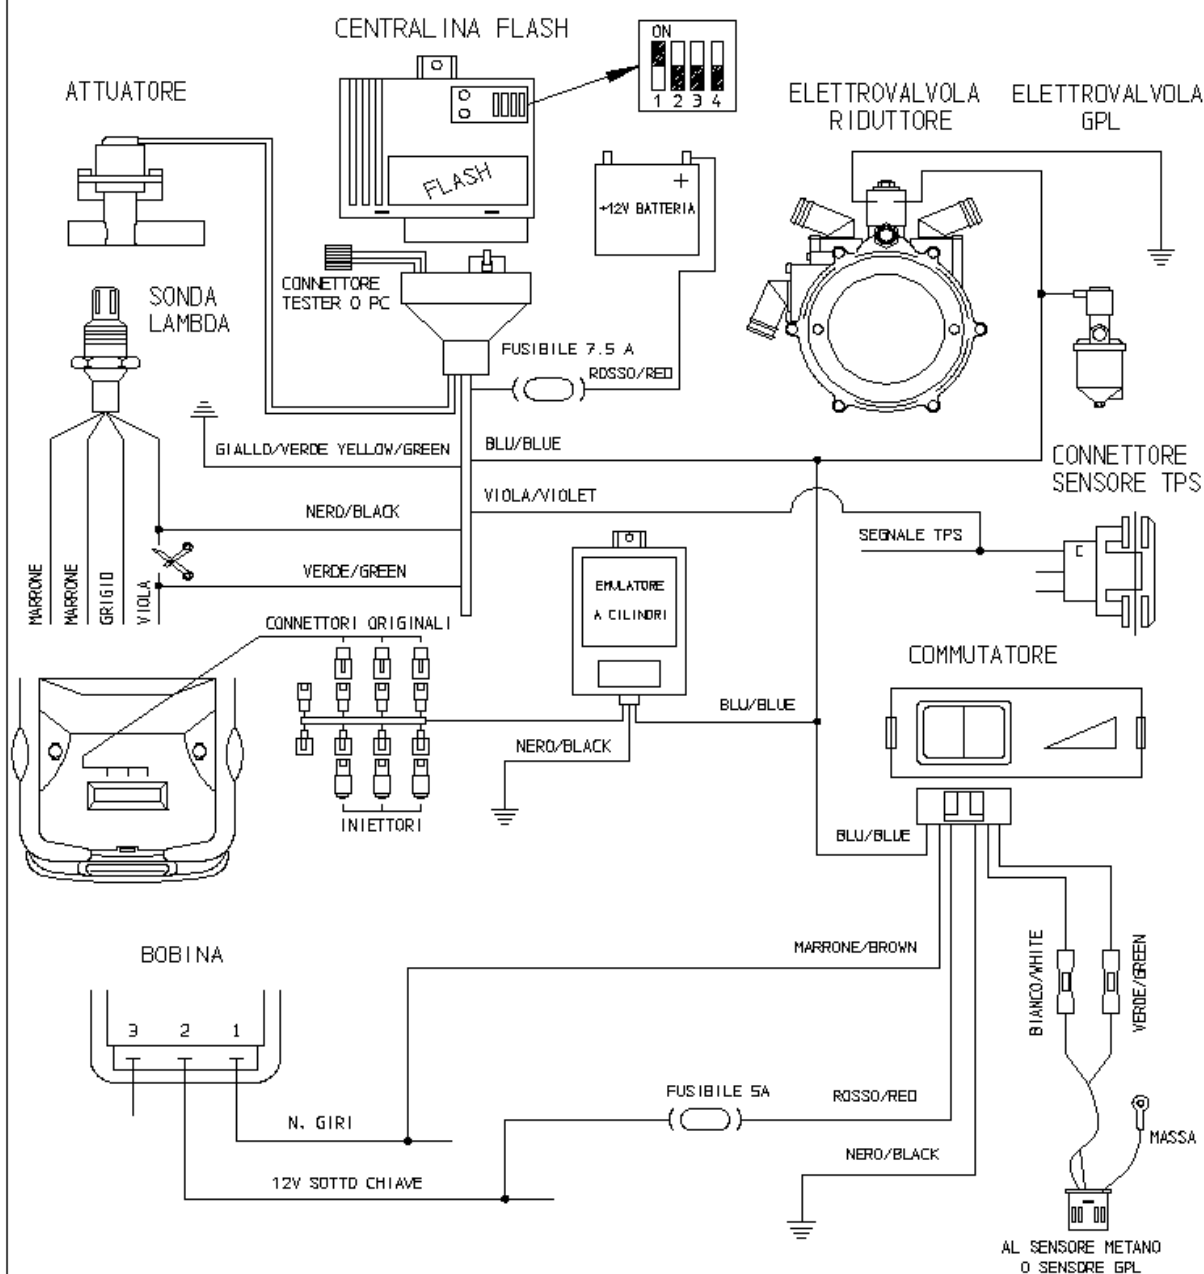 CENTRALINA FLASH
ON
1 2 3 4
ATTUATORE
ELETTROVALVOLA
RIDUTTORE
ELETTROVALVOLA
GPL
FLASH
+
+12V BATTERIA
CONNETTORE
TESTER O PC
SONDA
LAMBDA
FUSIBILE 7.5 A
ROSSO/RED
GIALLO/VERDE YELLOW/GREEN
BLU/BLUE
CONNETTORE
SENSORE TPS
VIOLA/VIOLET
NERO/BLACK
SEGNALE TPS
C
VERDE/GREEN
MARRONE
MARRONE
GRIGIO
VIOLA
EMULATORE
A CILINDRI
CONNETTORI ORIGINALI
COMMUTATORE
BLU/BLUE
NERO/BLACK
INIETTORI
BLU/BLUE
MARRONE/BROWN
BIANCO/WHITE
VERDE/GREEN
BOBINA
3 2 1
FUSIBILE 5A
ROSSO/RED
N. GIRI
MASSA
NERO/BLACK
12V SOTTO CHIAVE
AL SENSORE METANO
O SENSORE GPL